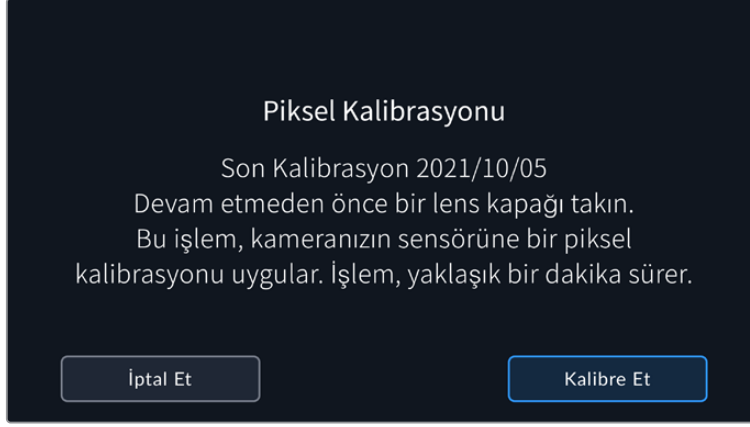 Piksel Kalibrasyonu
Son Kalibrasyon 2021/10/05
Devam etmeden önce bir lens kapağı takın.
Bu işlem, kameranızın sensörüne bir piksel
kalibrasyonu uygular. İşlem, yaklaşık bir dakika sürer.
İptal Et
Kalibre Et